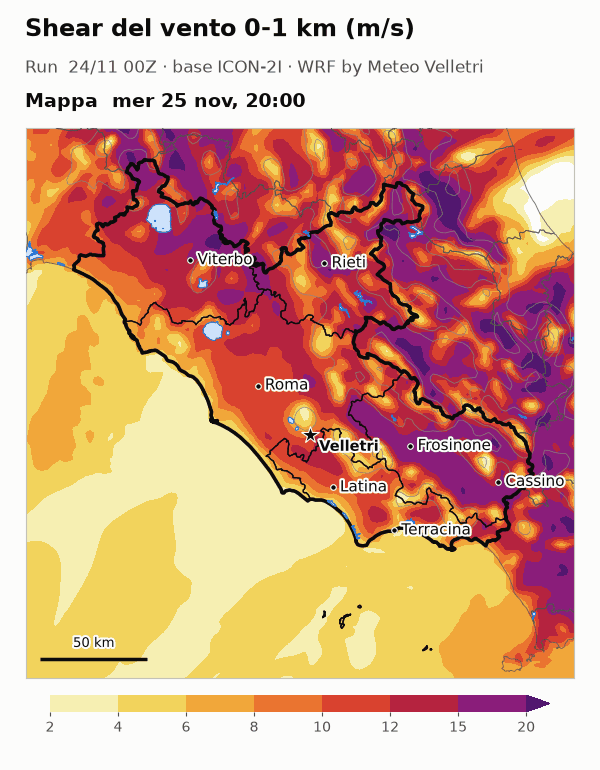 Shear del vento 0-1 km (m/s)
Run  24/11 00Z · base ICON-2I · WRF by Meteo Velletri
Mappa  mer 25 nov, 20:00
Viterbo
Rieti
Roma
Velletri
Frosinone
Cassino
Latina
Terracina
50 km
2 4 6 8 10 12 15 20